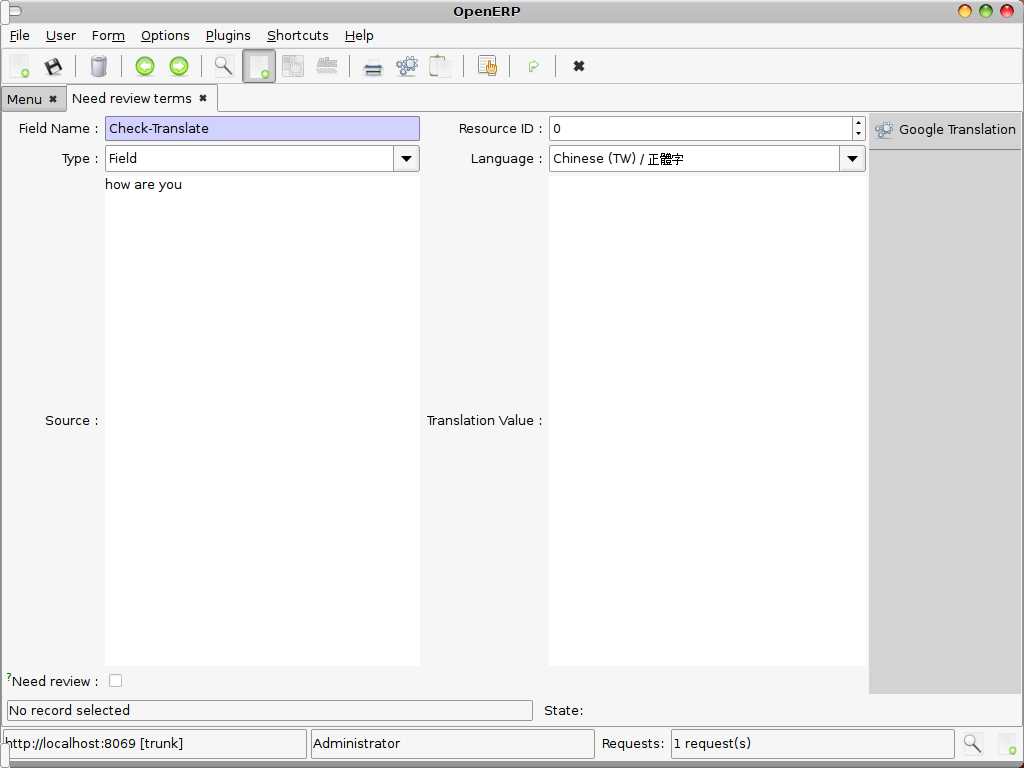 OpenERP
File User Form Options Plugins Shortcuts Help
Abc
Menu Need review terms
Field Name : Check-Translate Resource ID : 0 Google Translation
Type : Field Language : Chinese (TW) / 正體字
how are you
Source : Translation Value :
?Need review :
No record selected State:
http://localhost:8069 [trunk] Administrator Requests: 1 request(s)